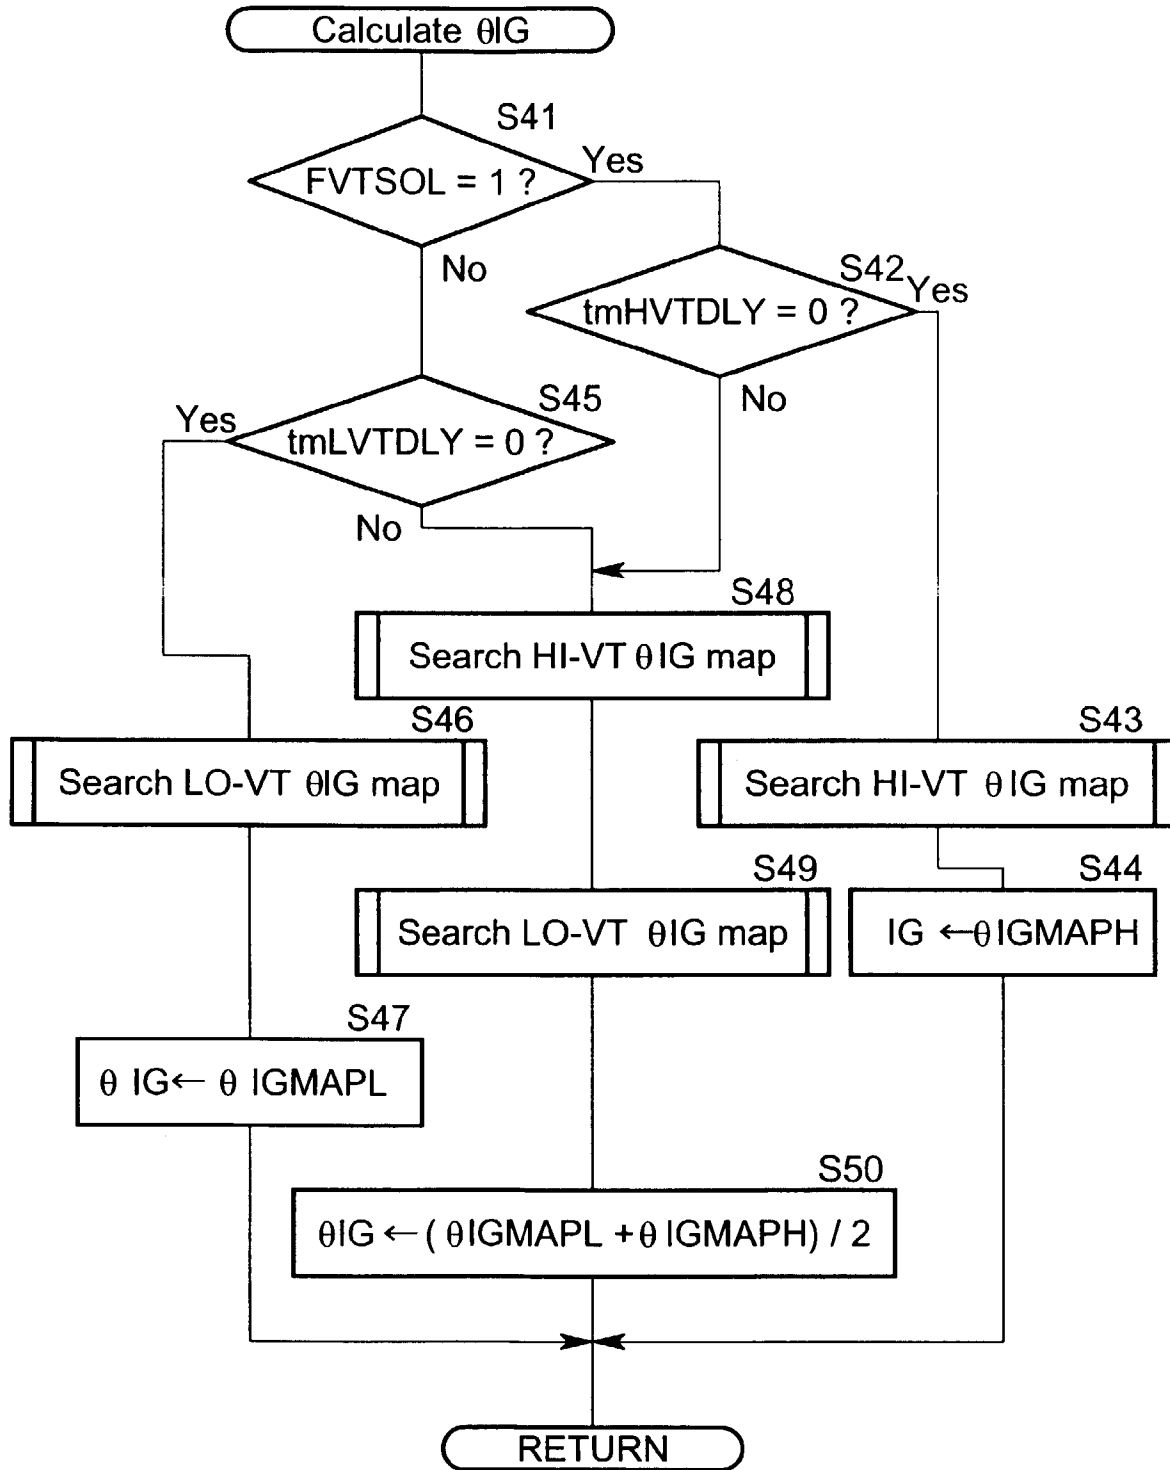 Calculate θIG
S41
FVTSOL = 1 ?
Yes
No
S42
tmHVTDLY = 0 ?
Yes
No
S45
tmLVTDLY = 0 ?
Yes
No
S48
Search HI-VT θIG map
S46
Search LO-VT θIG map
S43
Search HI-VT θIG map
S49
Search LO-VT θIG map
S44
IG ←θIGMAPH
S47
θ IG← θ IGMAPL
S50
θIG ← ( θIGMAPL + θ IGMAPH) / 2
RETURN